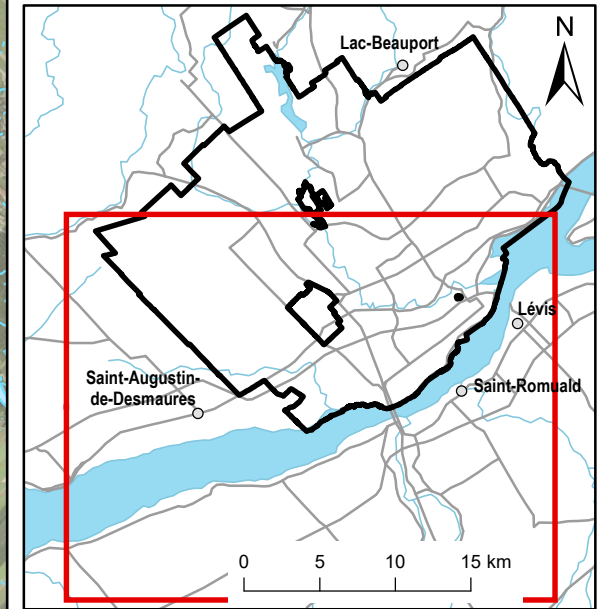 Lac-Beauport
N
Lévis
Saint-Augustin-
de-Desmaures
Saint-Romuald
0 5 10 15 km